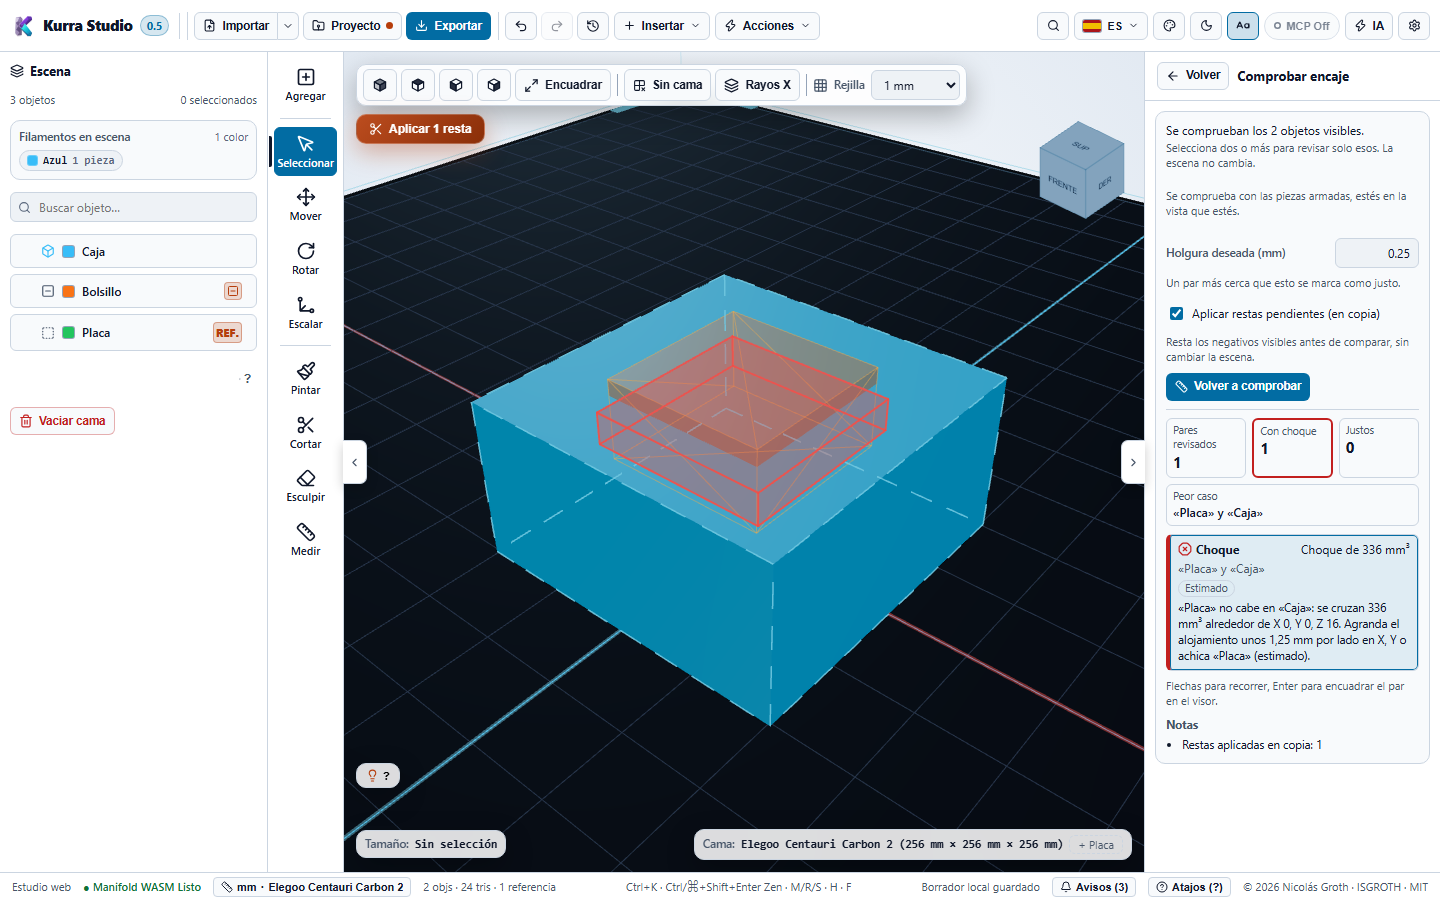 Kurra Studio 0.5
Importar
Proyecto
Exportar
Insertar
Acciones
ES
Aa
MCP Off
IA
Escena
3 objetos 0 seleccionados
Filamentos en escena 1 color
Azul 1 pieza
Buscar objeto...
Caja
Bolsillo
Placa REF.
?
Vaciar cama
Agregar
Seleccionar
Mover
Rotar
Escalar
Pintar
Cortar
Esculpir
Medir
Encuadrar
Sin cama
Rayos X
Rejilla 1 mm
Aplicar 1 resta
SUP
FRENTE
DER
?
Tamaño: Sin selección
Cama: Elegoo Centauri Carbon 2 (256 mm × 256 mm × 256 mm) + Placa
Volver Comprobar encaje
Se comprueban los 2 objetos visibles.
Selecciona dos o más para revisar solo esos. La
escena no cambia.
Se comprueba con las piezas armadas, estés en la
vista que estés.
Holgura deseada (mm) 0.25
Un par más cerca que esto se marca como justo.
Aplicar restas pendientes (en copia)
Resta los negativos visibles antes de comparar, sin
cambiar la escena.
Volver a comprobar
Pares
revisados
1
Con choque
1
Justos
0
Peor caso
«Placa» y «Caja»
Choque Choque de 336 mm³
«Placa» y «Caja»
Estimado
«Placa» no cabe en «Caja»: se cruzan 336
mm³ alrededor de X 0, Y 0, Z 16. Agranda el
alojamiento unos 1,25 mm por lado en X, Y o
achica «Placa» (estimado).
Flechas para recorrer, Enter para encuadrar el par
en el visor.
Notas
• Restas aplicadas en copia: 1
Estudio web
● Manifold WASM Listo
mm · Elegoo Centauri Carbon 2
2 objs · 24 tris · 1 referencia
Ctrl+K · Ctrl/⌘+Shift+Enter Zen · M/R/S · H · F
Borrador local guardado
Avisos (3)
Atajos (?)
© 2026 Nicolás Groth · ISGROTH · MIT